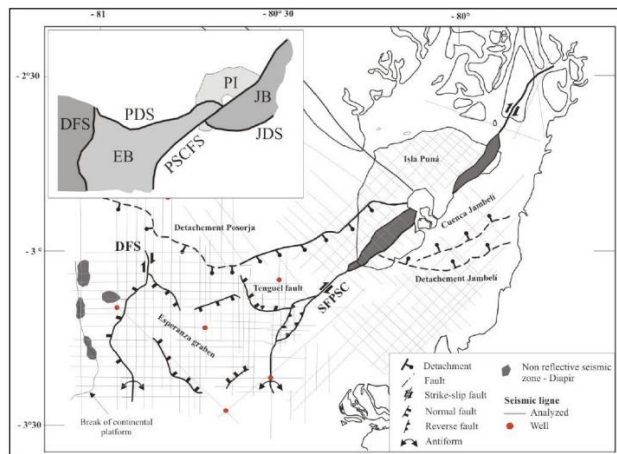 - 81
- 80°30
- 80°
- 2°30
- 3°
- 3°30
PI
JB
DFS
PDS
JDS
PSCFS
EB
Isla Puná
Cuenca Jambelí
Detachement Posorja
DFS
Tenguel fault
SFPSC
Detachement Jambelí
Esperanza graben
Break of continental
platform
Detachement
Fault
Strike-slip fault
Normal fault
Reverse fault
Antiform
Non reflective seismic
zone - Diapir
Seismic ligne
Analyzed
Well